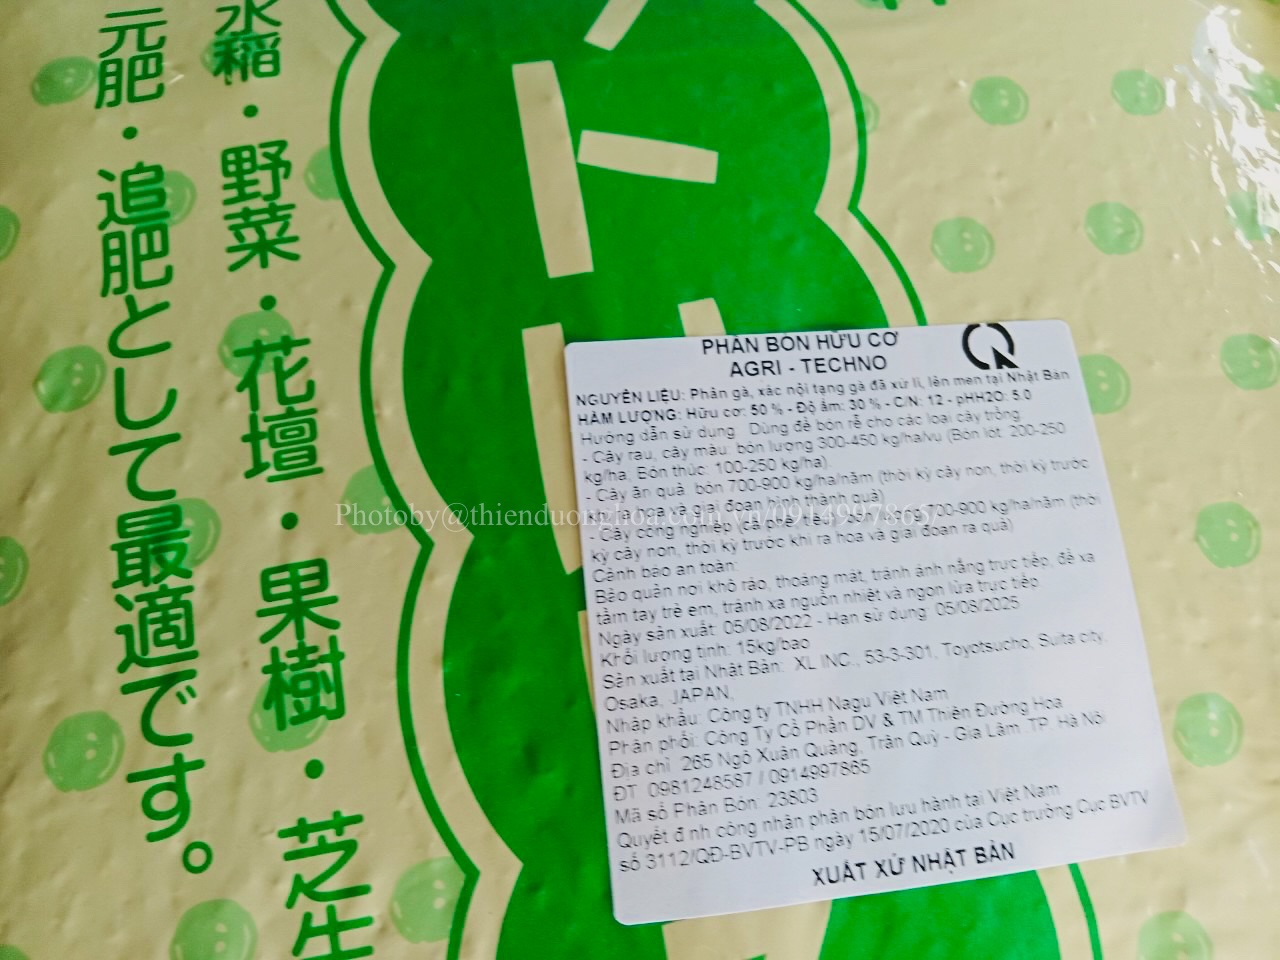 水稲・野菜・花壇・果樹・芝生
元肥・追肥として最適です。
PHÂN BÓN HỮU CƠ
AGRI - TECHNO
NGUYÊN LIỆU: Phân gà, xác nội tạng gà đã xử lí, lên men tại Nhật Bản
HÀM LƯỢNG: Hữu cơ: 50 % - Độ ẩm: 30 % - C/N: 12 - pHH2O: 5.0
Hướng dẫn sử dụng: Dùng để bón rễ cho các loại cây trồng.
- Cây rau, cây màu: bón lượng 300-450 kg/ha/vụ (Bón lót: 200-250
kg/ha, Bón thúc: 100-250 kg/ha).
- Cây ăn quả: bón 700-900 kg/ha/năm (thời kỳ cây non, thời kỳ trước
khi ra hoa và giai đoạn hình thành quả)
- Cây công nghiệp (cà phê, tiêu 700-900 kg/ha/năm (thời
kỳ cây non, thời kỳ trước khi ra hoa và giai đoạn ra quả)
Cảnh báo an toàn:
Bảo quản nơi khô ráo, thoáng mát, tránh ánh nắng trực tiếp, để xa
tầm tay trẻ em, tránh xa nguồn nhiệt và ngọn lửa trực tiếp
Ngày sản xuất: 05/08/2022 - Hạn sử dụng: 05/08/2025
Khối lượng tịnh: 15kg/bao
Sản xuất tại Nhật Bản: XL INC., 53-3-301, Toyotsucho, Suita city,
Osaka, JAPAN,
Nhập khẩu: Công ty TNHH Nagu Việt Nam
Phân phối: Công Ty Cổ Phần DV & TM Thiên Đường Hoa
Địa chỉ: 265 Ngô Xuân Quảng, Trâu Quỳ - Gia Lâm .TP. Hà Nội
ĐT: 0981248587 / 0914997865
Mã số Phân Bón: 23803
Quyết định công nhận phân bón lưu hành tại Việt Nam
số 3112/QĐ-BVTV-PB ngày 15/07/2020 của Cục trưởng Cục BVTV
XUẤT XỨ NHẬT BẢN
Photoby@thienduonghoa.com.vn/0914997865